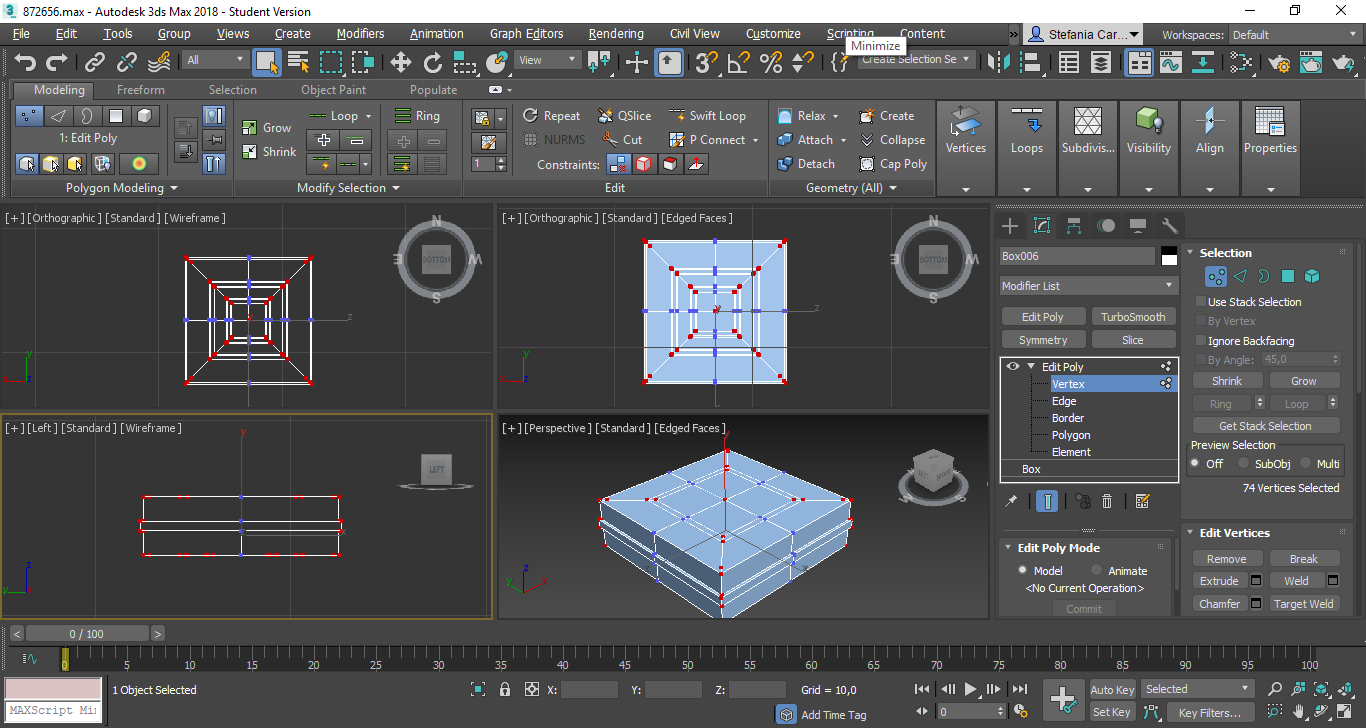 872656.max - Autodesk 3ds Max 2018 - Student Version
File Edit Tools Group Views Create Modifiers Animation Graph Editors Rendering Civil View Customize Scripting Content » Stefania Car... Workspaces: Default
Minimize
All View Create Selection Se
Modeling Freeform Selection Object Paint Populate
1: Edit Poly
Polygon Modeling
Grow Loop Ring
Shrink
Modify Selection
1
Repeat QSlice Swift Loop
NURMS Cut P Connect
Constraints:
Edit
Relax Create
Attach Collapse
Detach Cap Poly
Geometry (All)
Vertices Loops Subdivis... Visibility Align Properties
[+] [Orthographic] [Standard] [Wireframe]
N
E BOTTOM W
S
z
y
x z
[+] [Orthographic] [Standard] [Edged Faces]
N
E BOTTOM W
S
y
z
y
x z
[+] [Left] [Standard] [Wireframe]
y
LEFT
z
y
[+] [Perspective] [Standard] [Edged Faces]
y
W S
z
y x
Box006
Modifier List
Edit Poly TurboSmooth
Symmetry Slice
Edit Poly
Vertex
Edge
Border
Polygon
Element
Box
Edit Poly Mode
Model Animate
<No Current Operation>
Commit
Selection
Use Stack Selection
By Vertex
Ignore Backfacing
By Angle: 45,0
Shrink Grow
Ring Loop
Get Stack Selection
Preview Selection
Off SubObj Multi
74 Vertices Selected
Edit Vertices
Remove Break
Extrude Weld
Chamfer Target Weld
< 0 / 100 >
0 5 10 15 20 25 30 35 40 45 50 55 60 65 70 75 80 85 90 95 100
1 Object Selected X: Y: Z: Grid = 10,0
MAXScript Mi
Add Time Tag
0
Auto Key Selected
Set Key Key Filters...